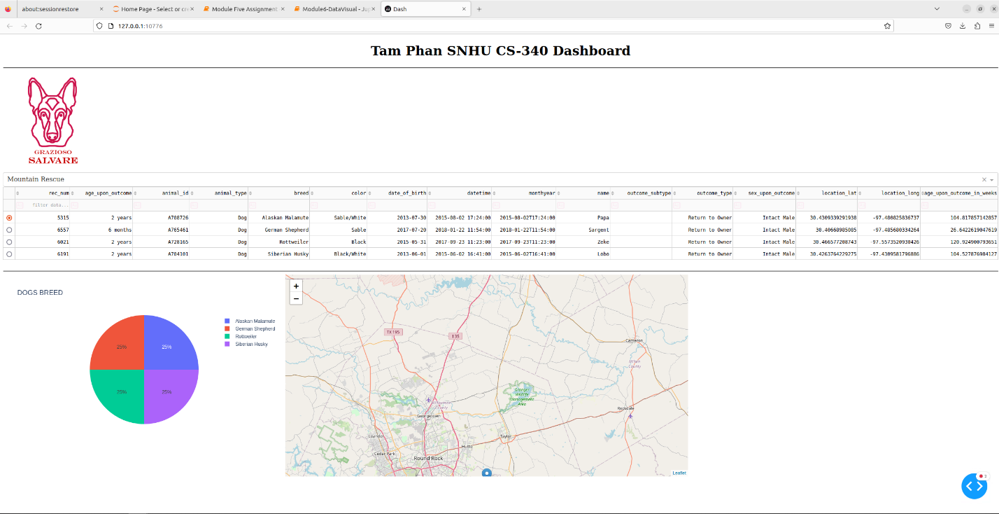 about:sessionrestore
Home Page - Select or cre
Module Five Assignment
Module6-DataVisual - Jup
Dash
127.0.0.1:10776
Tam Phan SNHU CS-340 Dashboard
GRAZIOSO
SALVARE
Mountain Rescue
rec_num age_upon_outcome animal_id animal_type breed color date_of_birth datetime monthyear name outcome_subtype outcome_type sex_upon_outcome location_lat location_long age_upon_outcome_in_weeks
filter data...
5315 2 years A708726 Dog Alaskan Malamute Sable/White 2013-07-30 2015-08-02 17:24:00 2015-08-02T17:24:00 Papa Return to Owner Intact Male 30.4309339291938 -97.480825836737 104.817857142857
6557 6 months A765461 Dog German Shepherd Sable 2017-07-20 2018-01-22 11:54:00 2018-01-22T11:54:00 Sargent Return to Owner Intact Male 30.40668985085 -97.485680334264 26.6422619047619
6021 2 years A728165 Dog Rottweiler Black 2015-05-31 2017-09-23 11:23:00 2017-09-23T11:23:00 Zeke Return to Owner Intact Male 30.466577208743 -97.5573520930426 120.924900793651
6191 2 years A704101 Dog Siberian Husky Black/White 2013-06-01 2015-06-02 16:41:00 2015-06-02T16:41:00 Lobo Return to Owner Intact Male 30.4263764229275 -97.4309581796886 104.527876984127
DOGS BREED
25%
25%
25%
25%
Alaskan Malamute
German Shepherd
Rottweiler
Siberian Husky
+
−
TX 195
I 35
Cameron
Milam
County
Granger
Wildlife
Management
Area
Williamson
County
Georgetown
Rockdale
Leander
Taylor
Hutto
Cedar Park
Round Rock
Leaflet
3